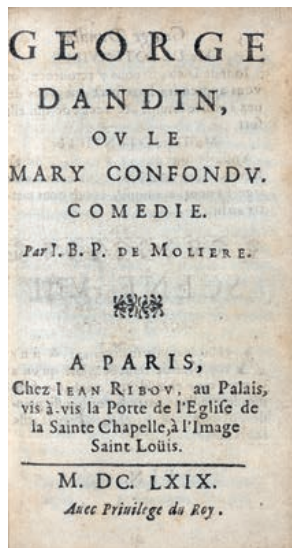 GEORGE
DANDIN,
OV LE
MARY CONFONDV.
COMEDIE.
Par I. B. P. DE MOLIERE.
A PARIS,
Chez IEAN RIBOV, au Palais,
vis à-vis la Porte de l'Egliſe de
la Sainte Chapelle, à l'Image
Saint Loüis.
M. DC. LXIX.
Auec Priuilege du Roy.